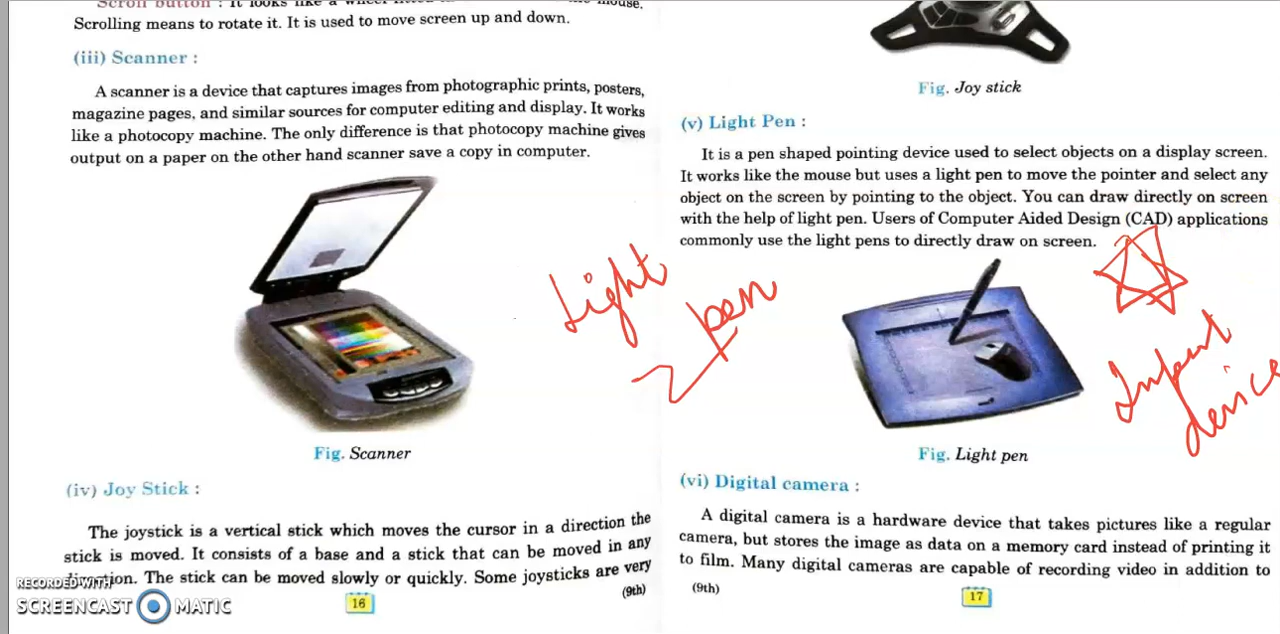 Scroll button : It looks like a wheel fitted
mouse.
Scrolling means to rotate it. It is used to move screen up and down.
(iii) Scanner :
A scanner is a device that captures images from photographic prints, posters,
magazine pages, and similar sources for computer editing and display. It works
like a photocopy machine. The only difference is that photocopy machine gives
output on a paper on the other hand scanner save a copy in computer.
Fig. Scanner
(iv) Joy Stick :
The joystick is a vertical stick which moves the cursor in a direction the
stick is moved. It consists of a base and a stick that can be moved in any
The stick can be moved slowly or quickly. Some joysticks are very
(9th)
16
RECORDED WITH
SCREENCAST MATIC
Light
pen
Fig. Joy stick
(v) Light Pen :
It is a pen shaped pointing device used to select objects on a display screen.
It works like the mouse but uses a light pen to move the pointer and select any
object on the screen by pointing to the object. You can draw directly on screen
with the help of light pen. Users of Computer Aided Design (CAD) applications
commonly use the light pens to directly draw on screen.
Input
device
Fig. Light pen
(vi) Digital camera :
A digital camera is a hardware device that takes pictures like a regular
camera, but stores the image as data on a memory card instead of printing it
to film. Many digital cameras are capable of recording video in addition to
(9th)
17